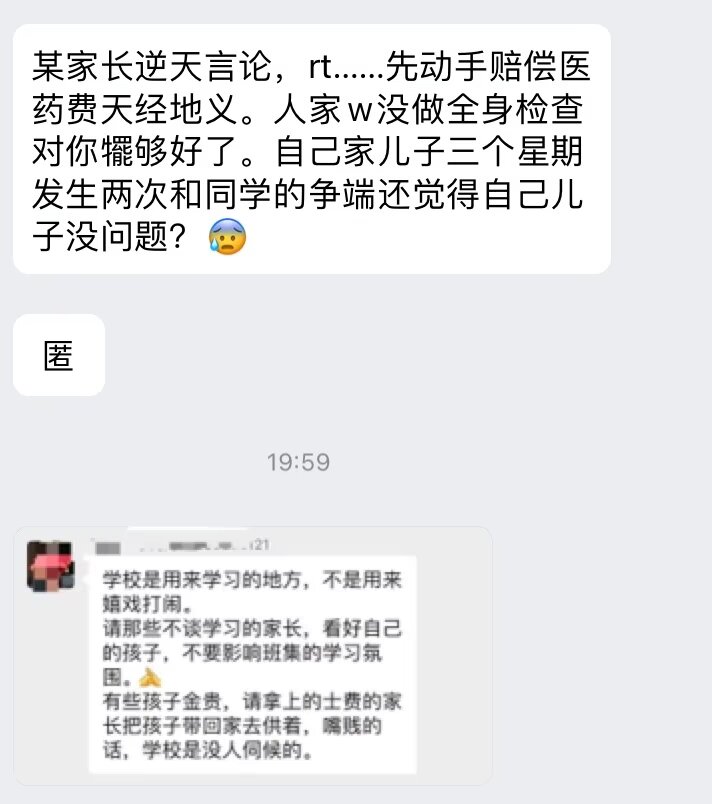 某家长逆天言论，rt......先动手赔偿医
药费天经地义。人家w没做全身检查
对你犤够好了。自己家儿子三个星期
发生两次和同学的争端还觉得自己儿
子没问题？😰
匿
19:59
学校是用来学习的地方，不是用来
嬉戏打闹。
请那些不谈学习的家长，看好自己
的孩子，不要影响班集的学习氛
围。🙏
有些孩子金贵，请拿上的士费的家
长把孩子带回家去供着，嘴贱的
话，学校是没人伺候的。